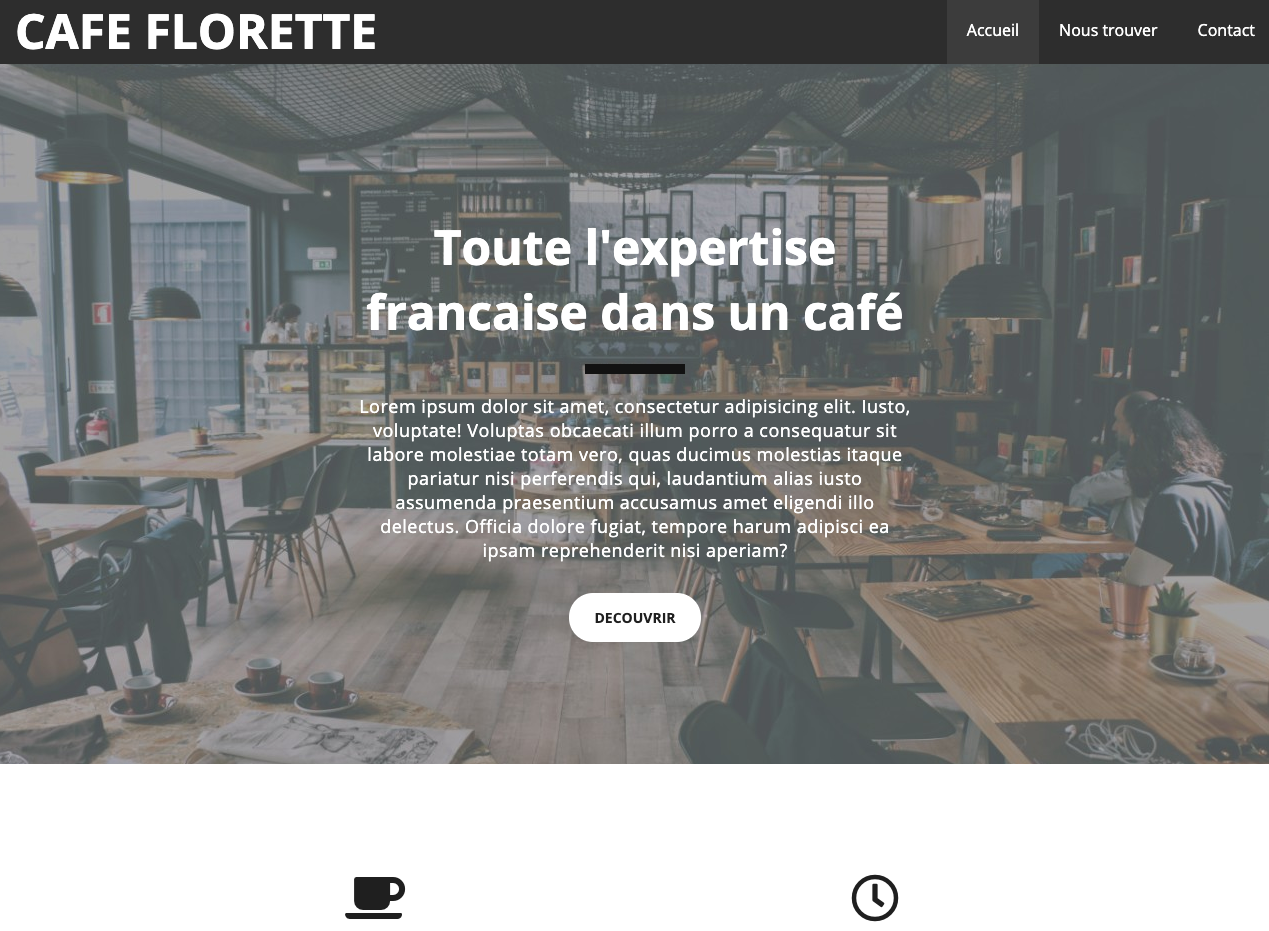 CAFE FLORETTE
Accueil
Nous trouver
Contact
Toute l'expertise
francaise dans un café
Lorem ipsum dolor sit amet, consectetur adipisicing elit. Iusto,
voluptate! Voluptas obcaecati illum porro a consequatur sit
labore molestiae totam vero, quas ducimus molestias itaque
pariatur nisi perferendis qui, laudantium alias iusto
assumenda praesentium accusamus amet eligendi illo
delectus. Officia dolore fugiat, tempore harum adipisci ea
ipsam reprehenderit nisi aperiam?
DECOUVRIR